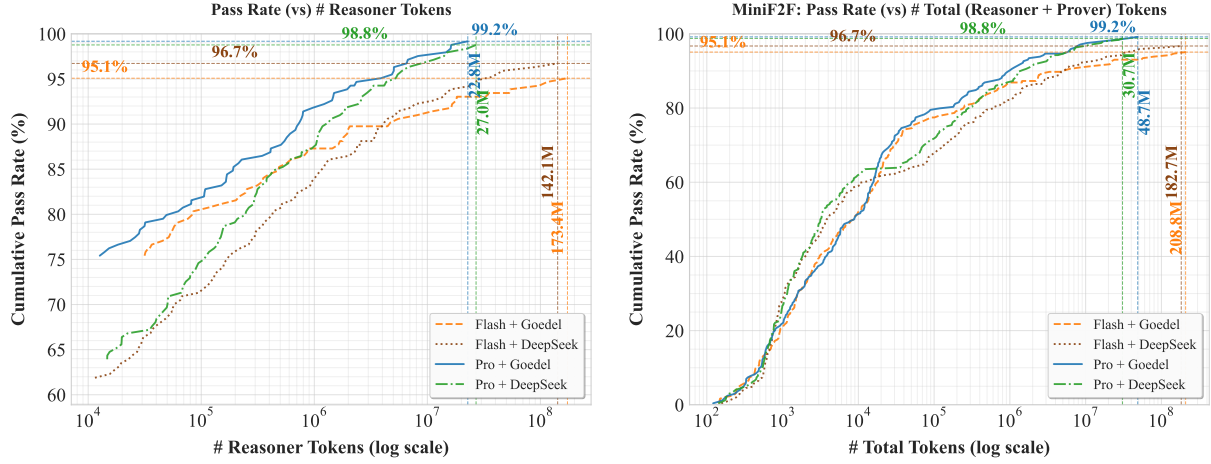 Pass Rate (vs) # Reasoner Tokens
100
95
90
85
80
75
70
65
60
Cumulative Pass Rate (%)
95.1%
96.7%
98.8%
99.2%
22.8M
27.0M
142.1M
173.4M
Flash + Goedel
Flash + DeepSeek
Pro + Goedel
Pro + DeepSeek
10^4
10^5
10^6
10^7
10^8
# Reasoner Tokens (log scale)
MiniF2F: Pass Rate (vs) # Total (Reasoner + Prover) Tokens
100
80
60
40
20
0
Cumulative Pass Rate (%)
95.1%
96.7%
98.8%
99.2%
30.7M
48.7M
182.7M
208.8M
Flash + Goedel
Flash + DeepSeek
Pro + Goedel
Pro + DeepSeek
10^2
10^3
10^4
10^5
10^6
10^7
10^8
# Total Tokens (log scale)